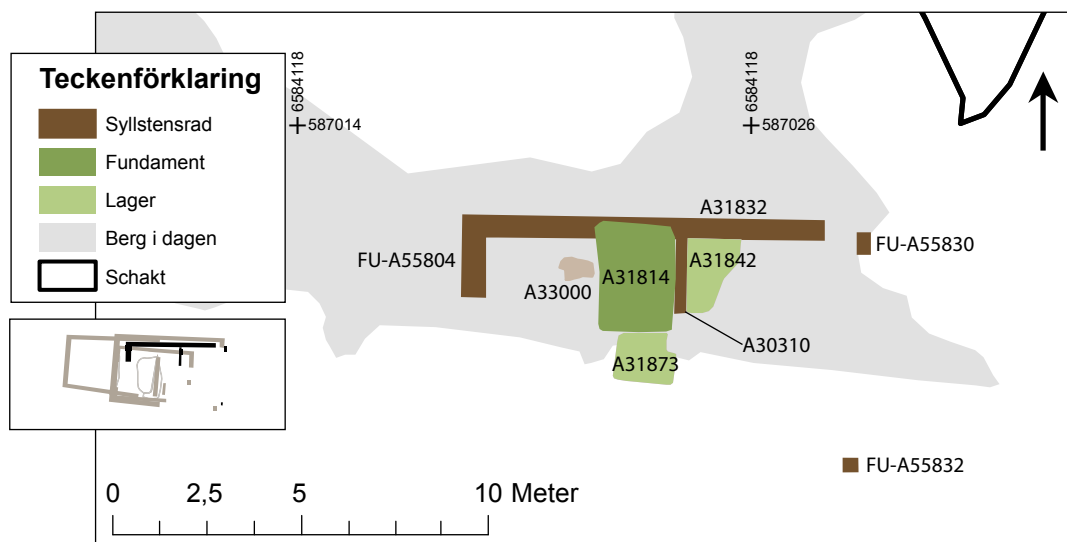 Teckenförklaring
Syllstensrad
Fundament
Lager
Berg i dagen
Schakt
6584118
587014
6584118
587026
A31832
FU-A55804
A33000
A31814
A31842
FU-A55830
A30310
A31873
FU-A55832
0 2,5 5 10 Meter